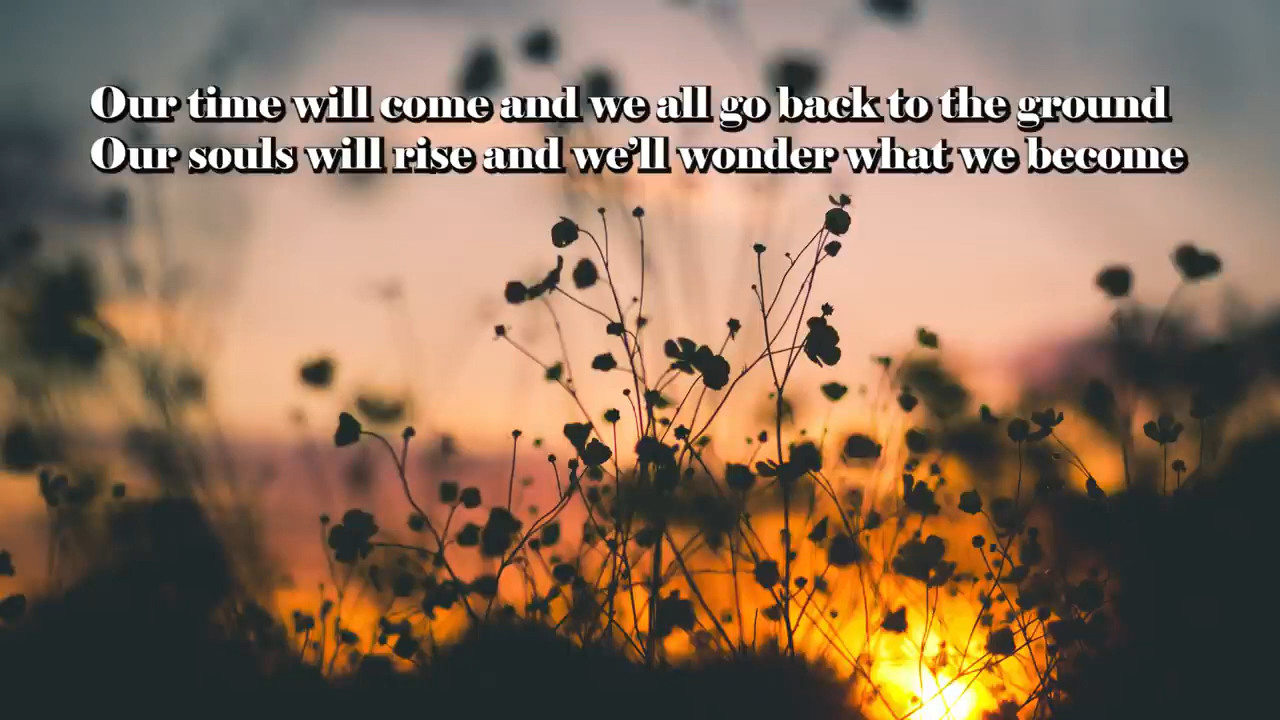 Our time will come and we all go back to the ground
Our souls will rise and we'll wonder what we become